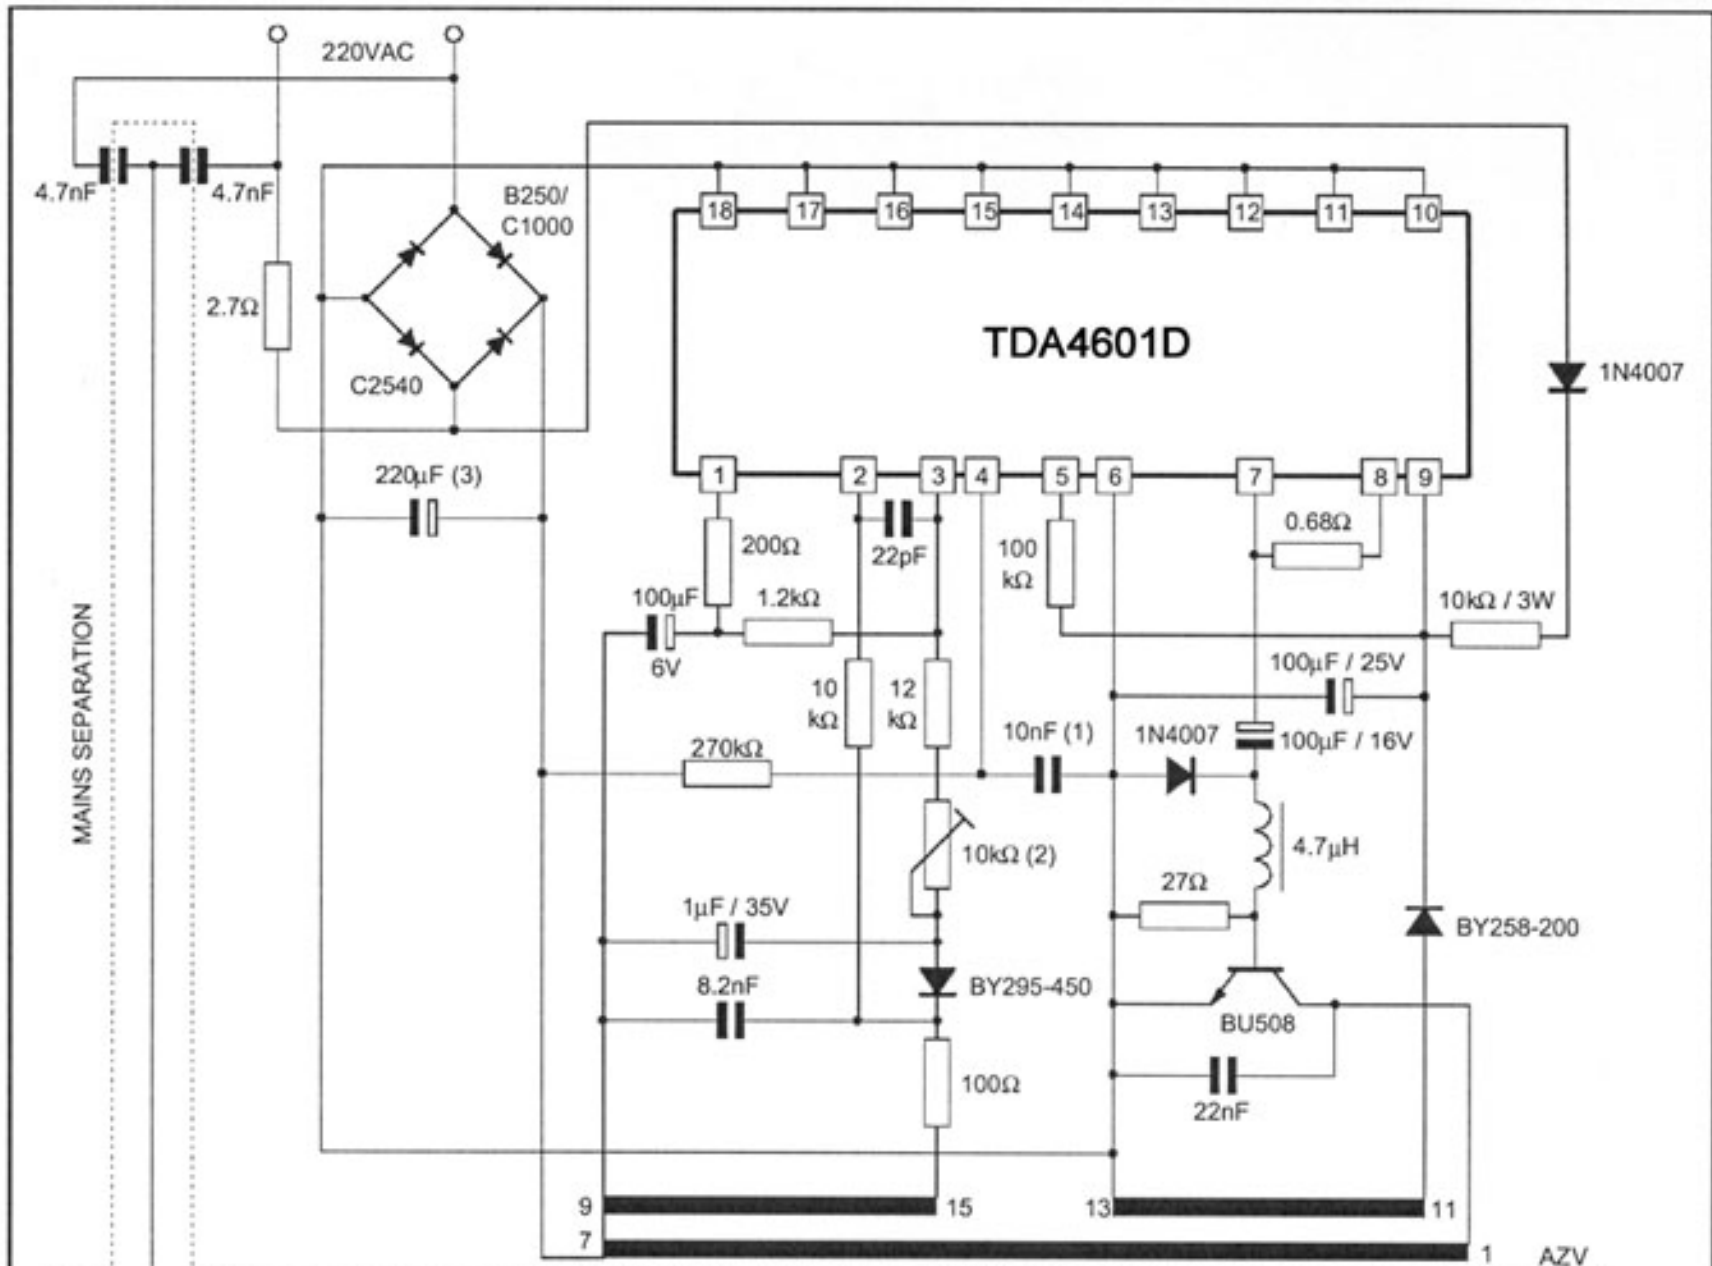 220VAC
4.7nF
4.7nF
B250/
C1000
2.7Ω
C2540
220µF (3)
MAINS SEPARATION
18
17
16
15
14
13
12
11
10
TDA4601D
1N4007
1
2
3
4
5
6
7
8
9
200Ω
22pF
100
kΩ
0.68Ω
100µF
6V
1.2kΩ
10kΩ / 3W
10
kΩ
12
kΩ
100µF / 25V
270kΩ
10nF (1)
1N4007
100µF / 16V
10kΩ (2)
4.7µH
27Ω
1µF / 35V
BY258-200
8.2nF
BY295-450
BU508
100Ω
22nF
9
15
13
11
7
1
AZV